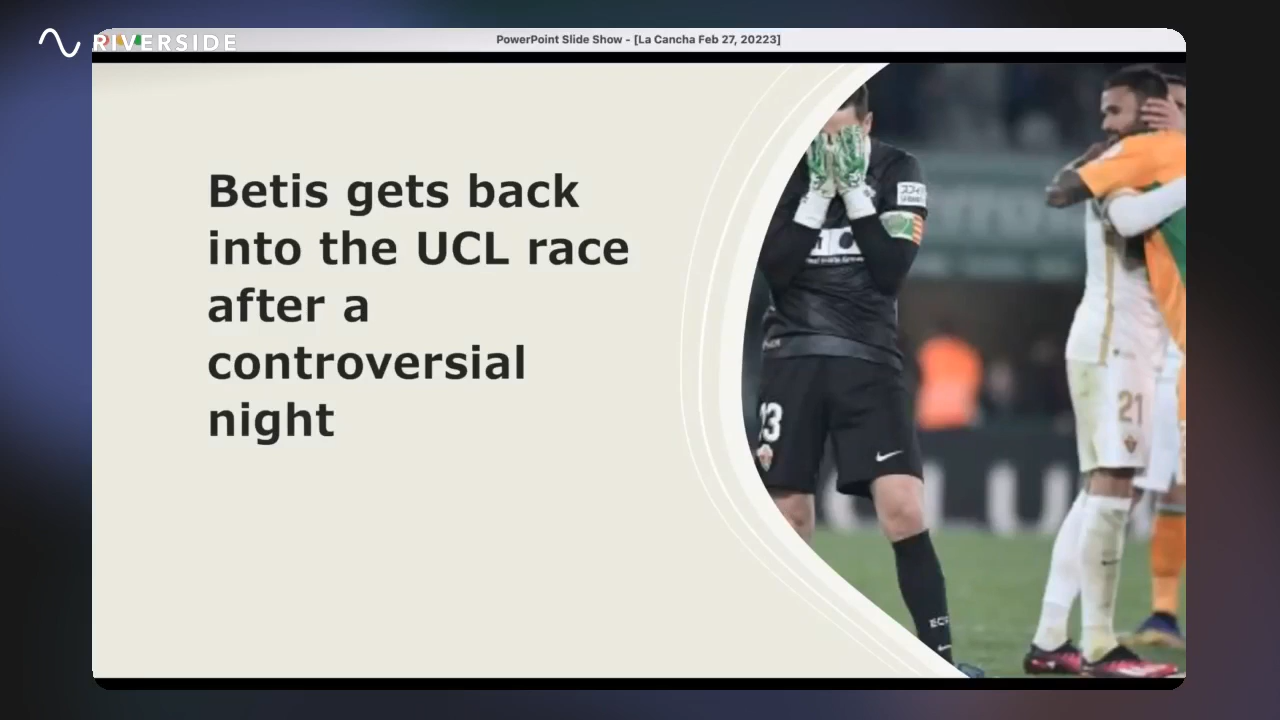 RIVERSIDE
PowerPoint Slide Show - [La Cancha Feb 27, 20223]
Betis gets back
into the UCL race
after a
controversial
night
13
21